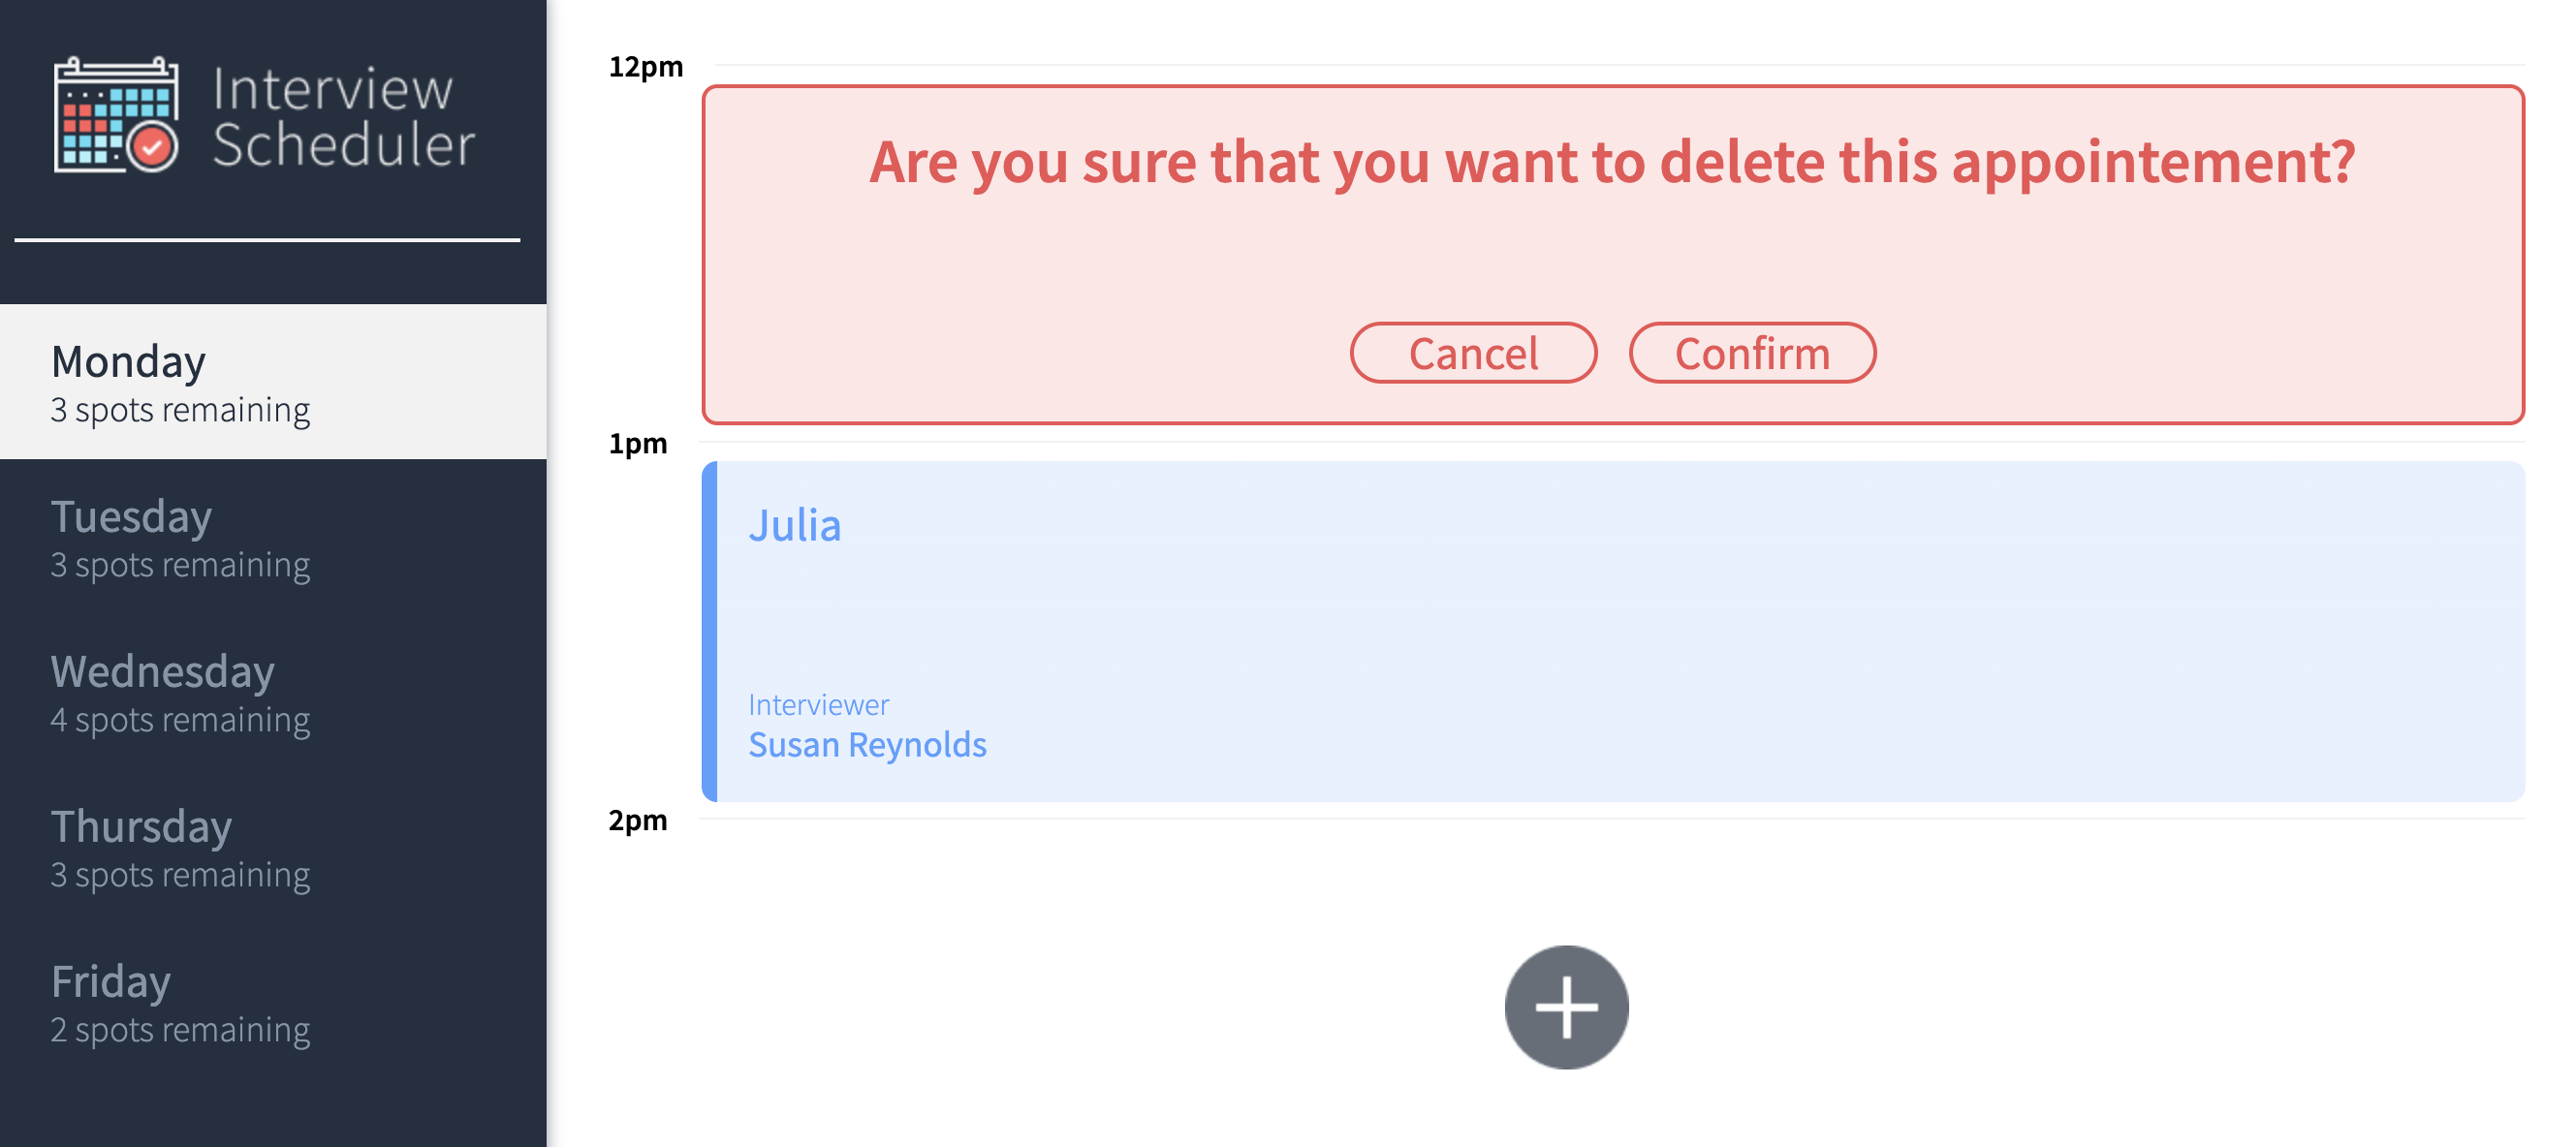 Interview
Scheduler
Monday
3 spots remaining
Tuesday
3 spots remaining
Wednesday
4 spots remaining
Thursday
3 spots remaining
Friday
2 spots remaining
12pm
Are you sure that you want to delete this appointement?
Cancel
Confirm
1pm
Julia
Interviewer
Susan Reynolds
2pm